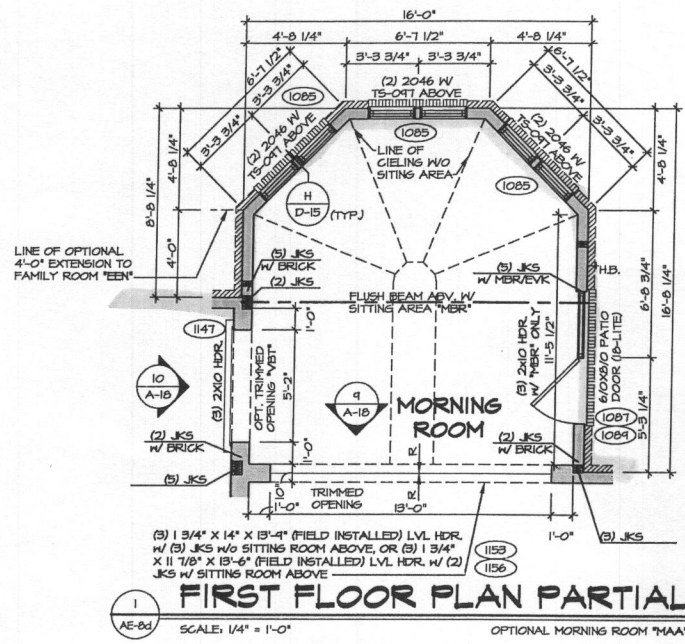 16'-0"
4'-8 1/4"
6'-7 1/2"
4'-8 1/4"
3'-3 3/4"
3'-3 3/4"
6'-7 1/2"
3'-3 3/4"
3'-3 3/4"
(2) 2046 W/
TS-097 ABOVE
6'-7 1/2"
3'-3 3/4"
3'-3 3/4"
1085
(2) 2046 W/
TS-097 ABOVE
1085
(2) 2046 W/
TS-097 ABOVE
LINE OF
CIELING W/O
SITING AREA
1085
8'-8 1/4"
4'-8 1/4"
4'-0"
4'-8 1/4"
H
D-15
(TYP.)
LINE OF OPTIONAL
4'-0" EXTENSION TO
FAMILY ROOM "EEN"
(5) JKS
W/ BRICK
(2) JKS
(5) JKS
W/ MBR/EVK
H.B.
FLUSH BEAM ABV. W/
SITTING AREA "MBR"
6'-8 3/4"
16'-8 1/4"
1147
1'-0"
(3) 2X10 HDR.
OPT. TRIMMED
OPENING "VBT"
5'-2"
(3) 2X10 HDR.
W/ "MBR" ONLY
11'-5 1/2"
6/0X8/0 PATIO
DOOR (18-LITE)
10
A-18
9
A-18
MORNING
ROOM
1087
1089
5'-3 1/4"
(2) JKS
W/ BRICK
1'-0"
(2) JKS
W/ BRICK
(5) JKS
10"
TRIMMED
OPENING
R
R
1'-0"
13'-0"
1'-0"
(3) JKS
(3) 1 3/4" X 14" X 13'-9" (FIELD INSTALLED) LVL HDR.
W/ (3) JKS W/o SITTING ROOM ABOVE, OR (3) 1 3/4"
X 11 7/8" X 13'-6" (FIELD INSTALLED) LVL HDR. W/ (2)
JKS W/ SITTING ROOM ABOVE
1153
1156
1
AE-8d
FIRST FLOOR PLAN PARTIAL
SCALE: 1/4" = 1'-0"
OPTIONAL MORNING ROOM "MAA"